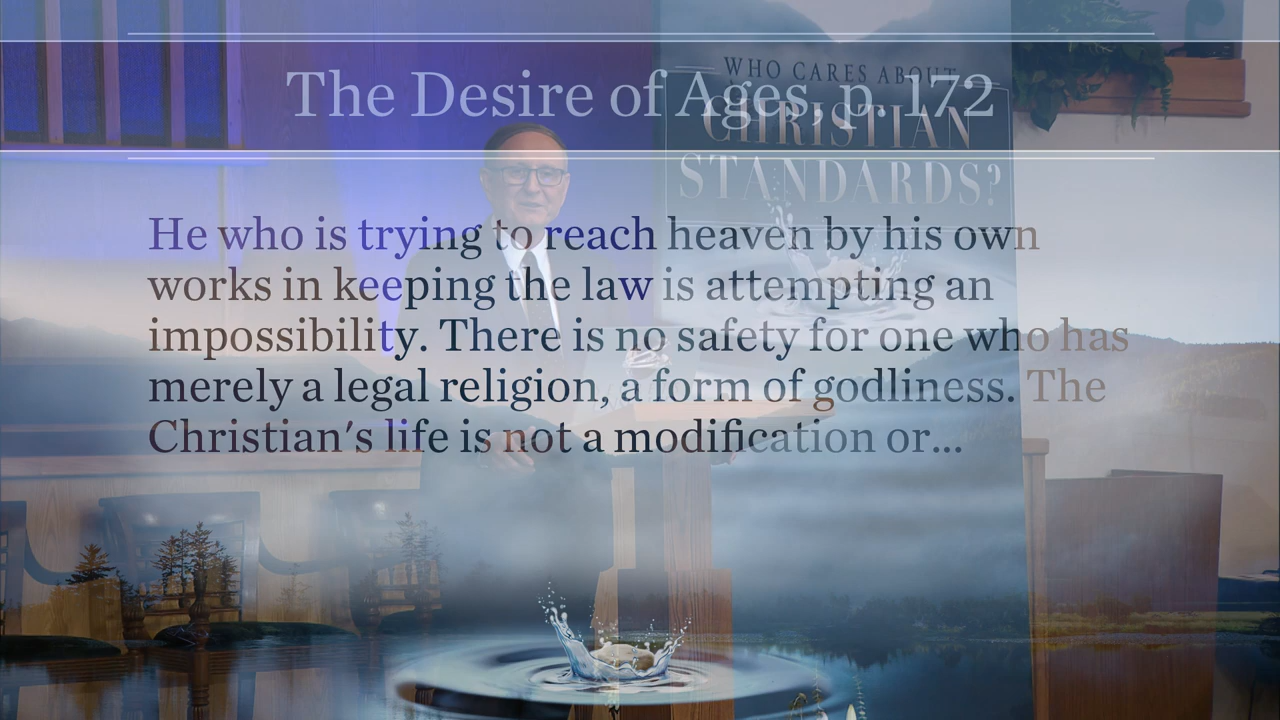 The Desire of Ages, p. 172
WHO CARES ABOUT
CHRISTIAN
STANDARDS?
He who is trying to reach heaven by his own
works in keeping the law is attempting an
impossibility. There is no safety for one who has
merely a legal religion, a form of godliness. The
Christian's life is not a modification or...